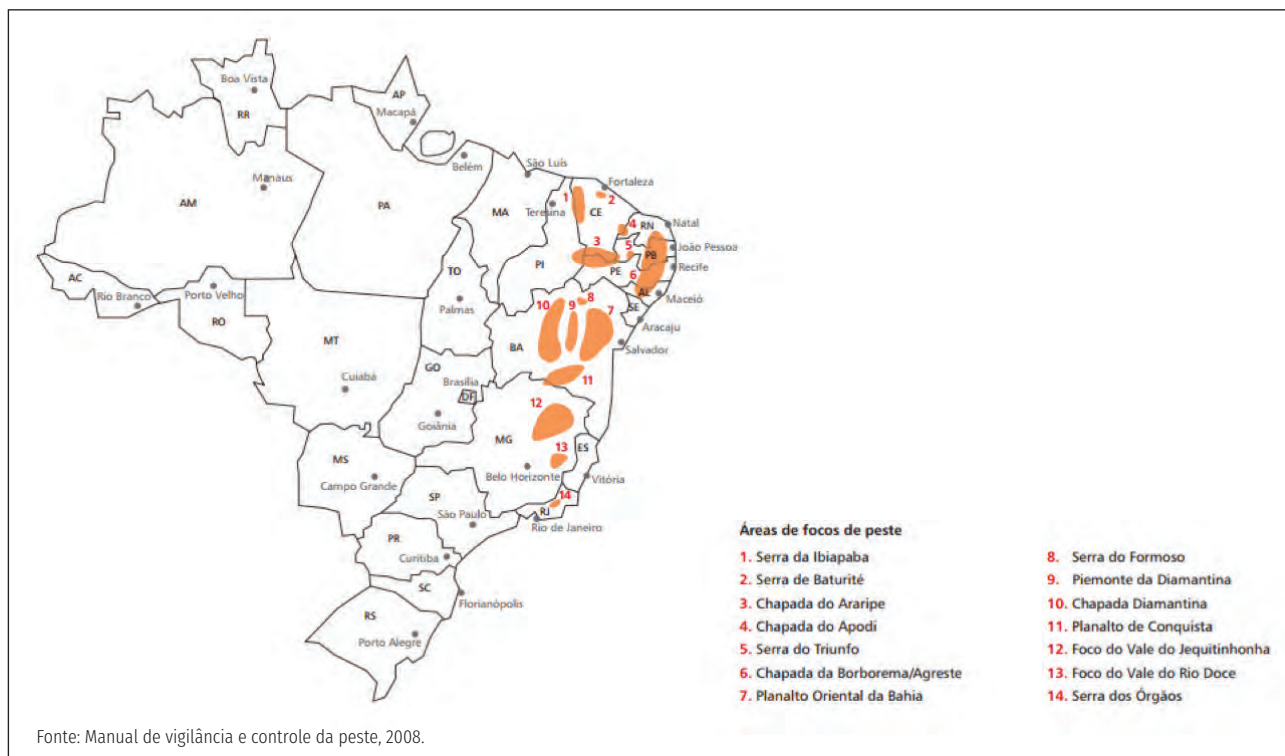 Boa Vista
RR
AP
Macapá
Belém
São Luís
Manaus
AM
PA
MA
1
Teresina
2
Fortaleza
CE
4
RN
Natal
3
5
PB
João Pessoa
PI
PE
6
Recife
AL
Maceió
AC
Rio Branco
Porto Velho
RO
TO
Palmas
10
9
8
7
SE
Aracaju
BA
Salvador
MT
Cuiabá
GO
Brasília
DF
Goiânia
11
12
MG
13
ES
Belo Horizonte
Vitória
MS
Campo Grande
SP
São Paulo
14
RJ
Rio de Janeiro
PR
Curitiba
SC
Florianópolis
RS
Porto Alegre
Áreas de focos de peste
1. Serra da Ibiapaba
2. Serra de Baturité
3. Chapada do Araripe
4. Chapada do Apodi
5. Serra do Triunfo
6. Chapada da Borborema/Agreste
7. Planalto Oriental da Bahia
8. Serra do Formoso
9. Piemonte da Diamantina
10. Chapada Diamantina
11. Planalto de Conquista
12. Foco do Vale do Jequitinhonha
13. Foco do Vale do Rio Doce
14. Serra dos Órgãos
Fonte: Manual de vigilância e controle da peste, 2008.